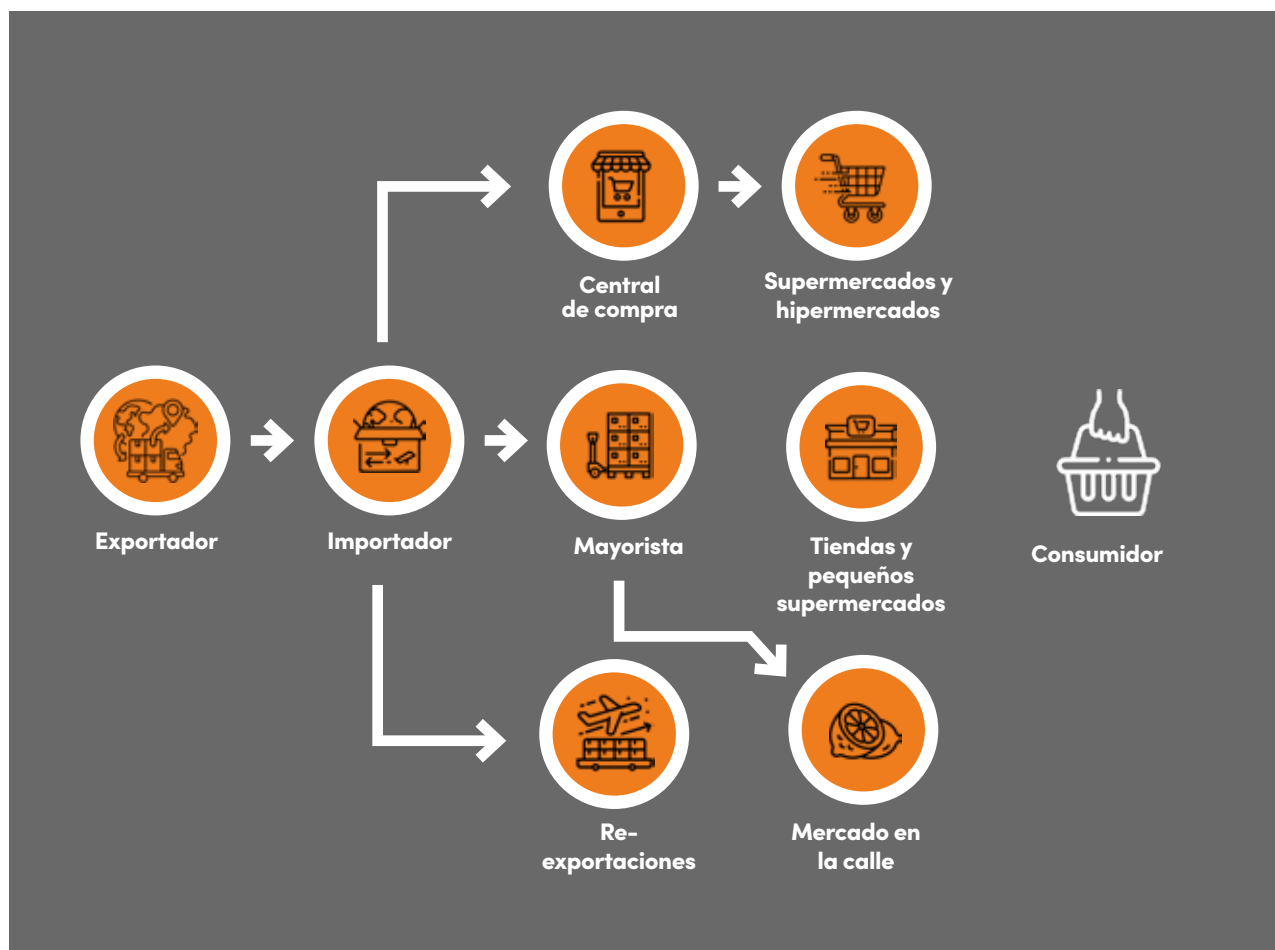 Central
de compra
Supermercados y
hipermercados
Exportador
Importador
Mayorista
Tiendas y
pequeños
supermercados
Consumidor
Re-
exportaciones
Mercado en
la calle